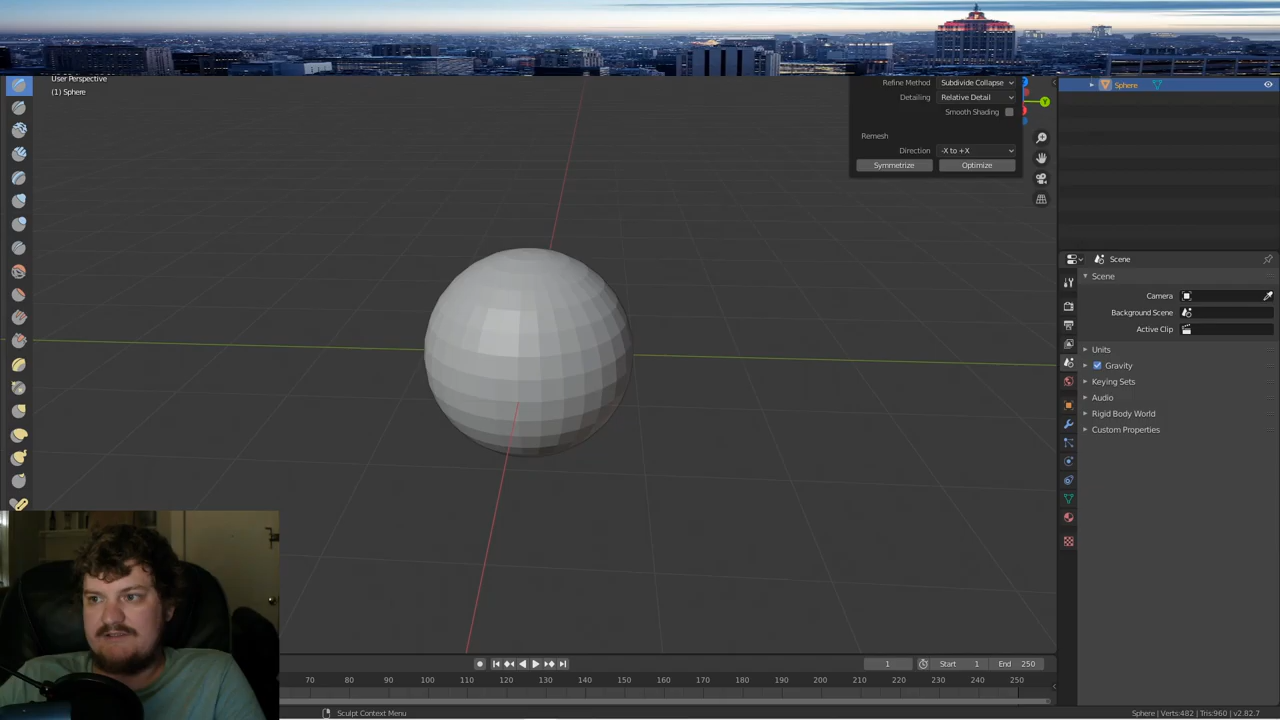 User Perspective
(1) Sphere
Refine Method Subdivide Collapse
Detailing Relative Detail
Smooth Shading
Remesh
Direction -X to +X
Symmetrize Optimize
Y
Sphere
Scene
Scene
Camera
Background Scene
Active Clip
Units
Gravity
Keying Sets
Audio
Rigid Body World
Custom Properties
1 Start 1 End 250
70 80 90 100 110 120 130 140 150 160 170 180 190 200 210 220 230 240 250
Sculpt Context Menu
Sphere | Verts:482 | Tris:960 | v2.82.7